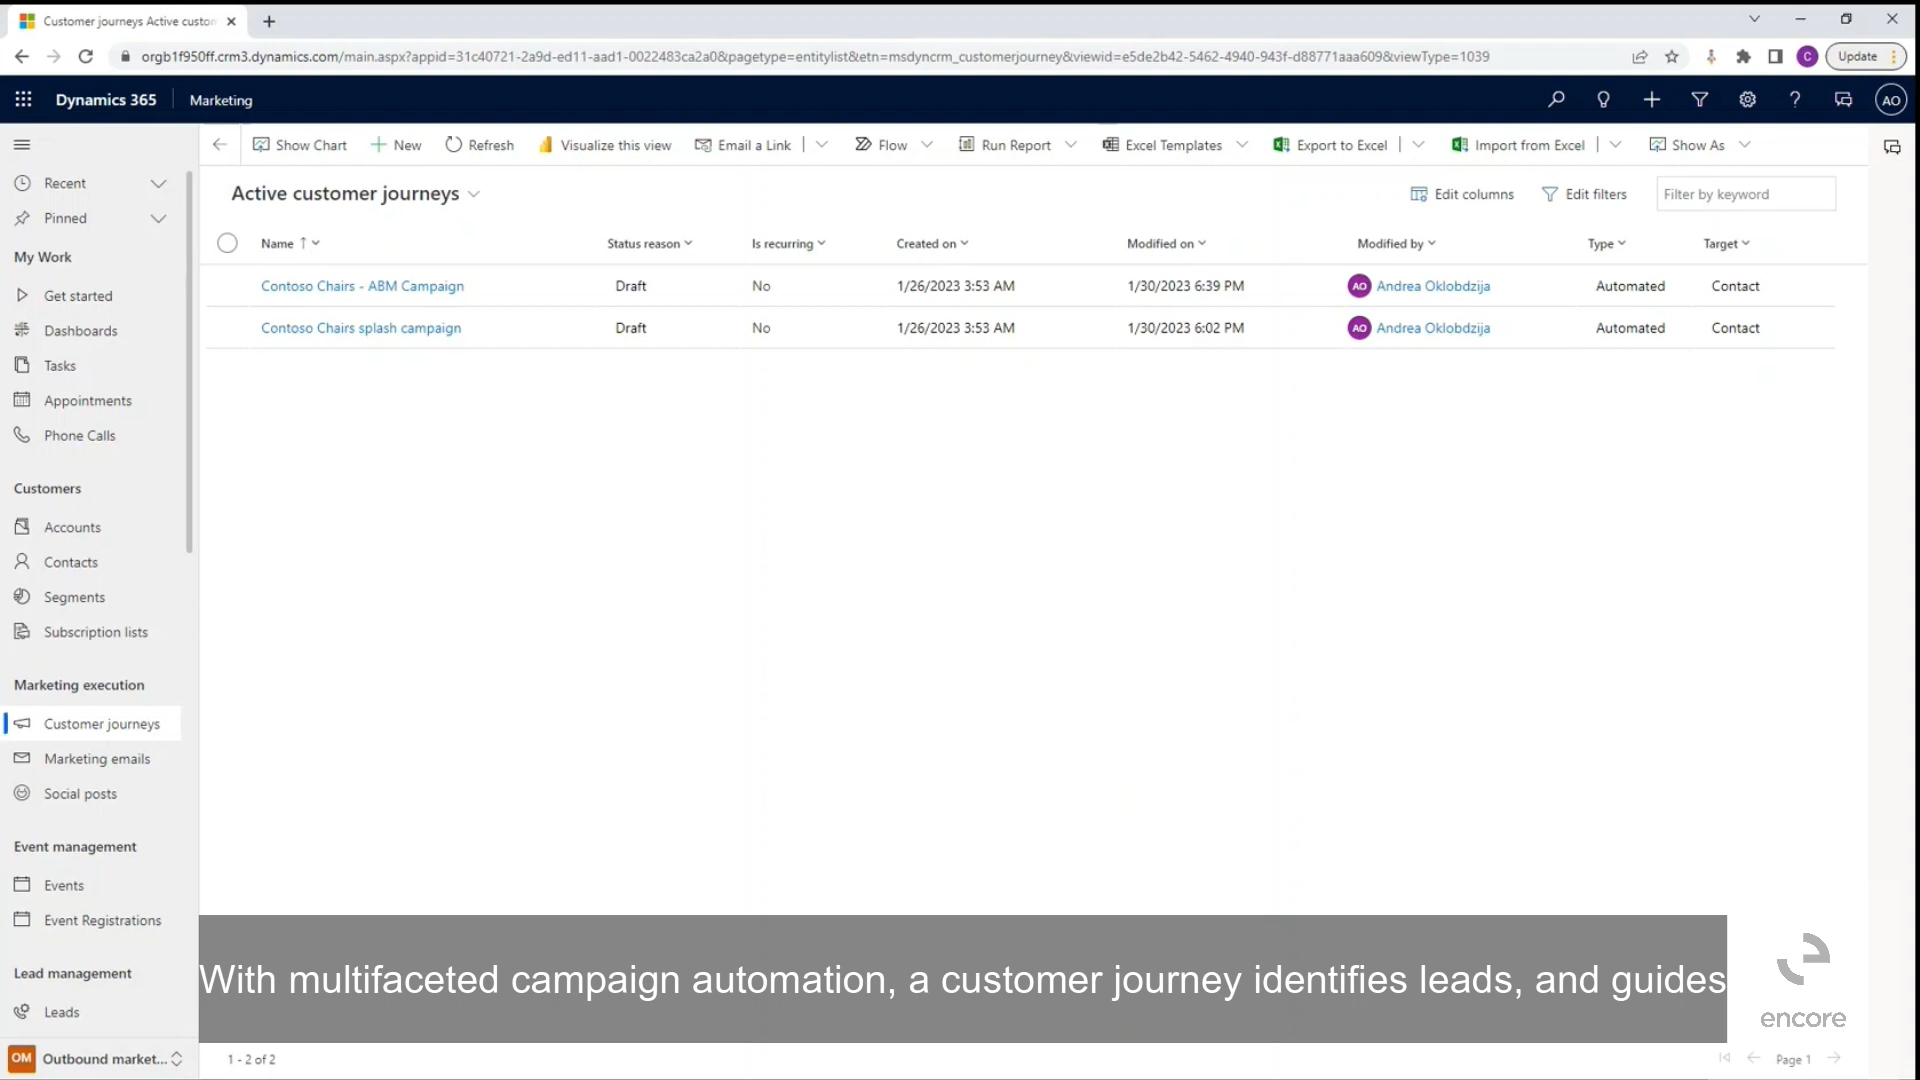 Customer journeys Active custor
orgb1f950ff.crm3.dynamics.com/main.aspx?appid=31c40721-2a9d-ed11-aad1-0022483ca2a0&pagetype=entitylist&etn=msdyncrm_customerjourney&viewid=e5de2b42-5462-4940-943f-d88771aaa609&viewType=1039
C
Update
Dynamics 365
Marketing
AO
Show Chart
New
Refresh
Visualize this view
Email a Link
Flow
Run Report
Excel Templates
Export to Excel
Import from Excel
Show As
Recent
Pinned
My Work
Get started
Dashboards
Tasks
Appointments
Phone Calls
Customers
Accounts
Contacts
Segments
Subscription lists
Marketing execution
Customer journeys
Marketing emails
Social posts
Event management
Events
Event Registrations
Lead management
Leads
OM Outbound market...
Active customer journeys
Edit columns
Edit filters
Filter by keyword
Name Status reason Is recurring Created on Modified on Modified by Type Target
Contoso Chairs - ABM Campaign Draft No 1/26/2023 3:53 AM 1/30/2023 6:39 PM AO Andrea Oklobdzija Automated Contact
Contoso Chairs splash campaign Draft No 1/26/2023 3:53 AM 1/30/2023 6:02 PM AO Andrea Oklobdzija Automated Contact
With multifaceted campaign automation, a customer journey identifies leads, and guides
encore
1 - 2 of 2
Page 1